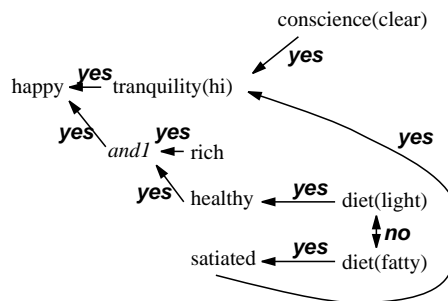 conscience(clear)
yes
happy yes tranquility(hi)
yes yes yes
and1 rich
yes healthy yes diet(light)
no
satiated yes diet(fatty)